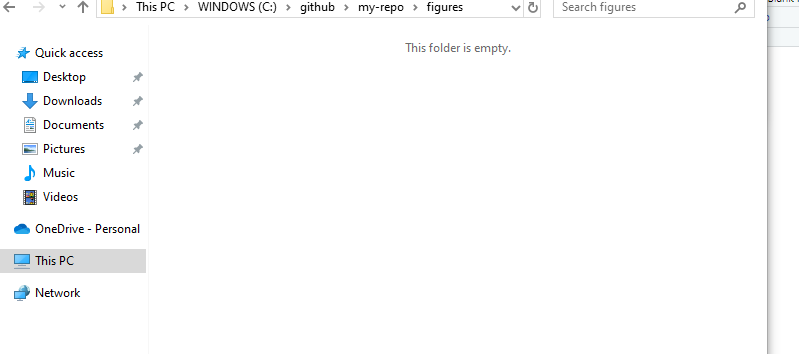 This PC > WINDOWS (C:) > github > my-repo > figures
Search figures
This folder is empty.
Quick access
Desktop
Downloads
Documents
Pictures
Music
Videos
OneDrive - Personal
This PC
Network